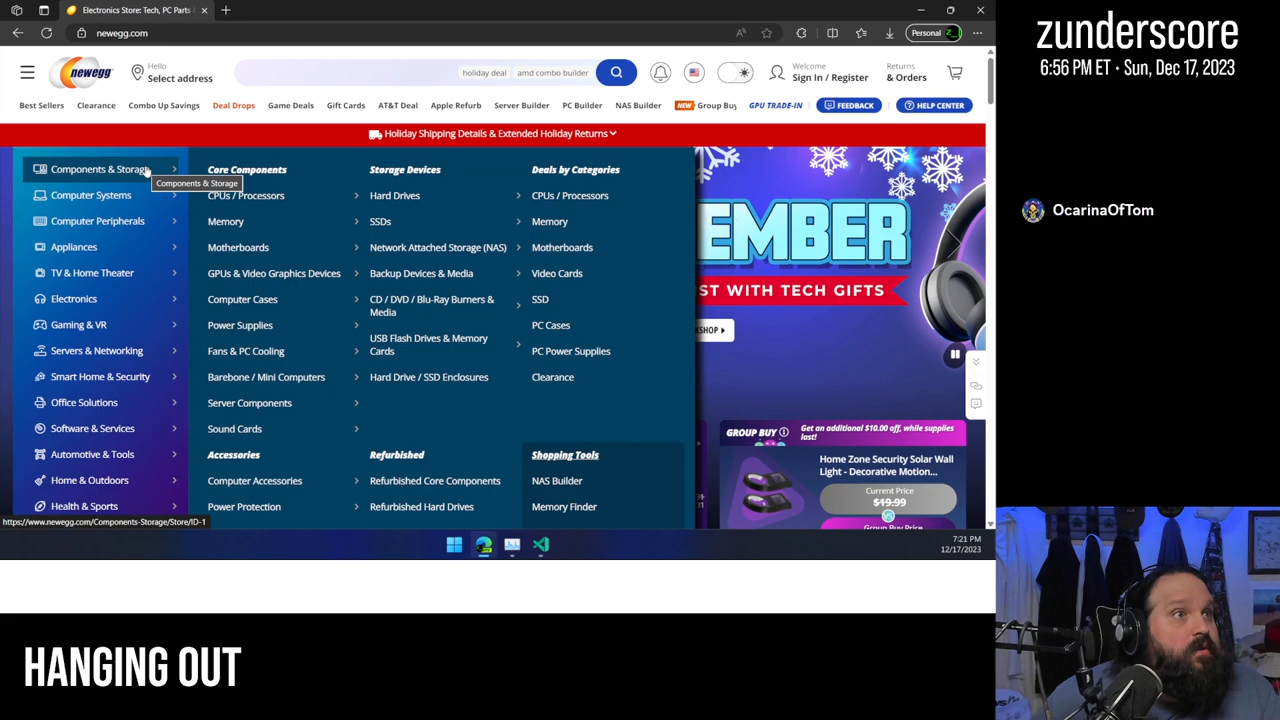 Electronics Store: Tech, PC Parts
newegg.com
Personal
newegg
Hello
Select address
holiday deal
amd combo builder
Welcome
Sign In / Register
Returns
& Orders
Best Sellers
Clearance
Combo Up Savings
Deal Drops
Game Deals
Gift Cards
AT&T Deal
Apple Refurb
Server Builder
PC Builder
NAS Builder
NEW
Group Buy
GPU TRADE-IN
FEEDBACK
HELP CENTER
Holiday Shipping Details & Extended Holiday Returns
Components & Storage
Components & Storage
Computer Systems
Computer Peripherals
Appliances
TV & Home Theater
Electronics
Gaming & VR
Servers & Networking
Smart Home & Security
Office Solutions
Software & Services
Automotive & Tools
Home & Outdoors
Health & Sports
https://www.newegg.com/Components-Storage/Store/ID-1
Core Components
CPUs / Processors
Memory
Motherboards
GPUs & Video Graphics Devices
Computer Cases
Power Supplies
Fans & PC Cooling
Barebone / Mini Computers
Server Components
Sound Cards
Accessories
Computer Accessories
Power Protection
Storage Devices
Hard Drives
SSDs
Network Attached Storage (NAS)
Backup Devices & Media
CD / DVD / Blu-Ray Burners &
Media
USB Flash Drives & Memory
Cards
Hard Drive / SSD Enclosures
Refurbished
Refurbished Core Components
Refurbished Hard Drives
Deals by Categories
CPUs / Processors
Memory
Motherboards
Video Cards
SSD
PC Cases
PC Power Supplies
Clearance
Shopping Tools
NAS Builder
Memory Finder
EMBER
ST WITH TECH GIFTS
SHOP
GROUP BUY
Get an additional $10.00 off, while supplies
last!
Home Zone Security Solar Wall
Light - Decorative Motion...
Current Price
$19.99
VS
Group Buy Price
7:21 PM
12/17/2023
HANGING OUT
zunderscore
6:56 PM ET • Sun, Dec 17, 2023
OcarinaOfTom